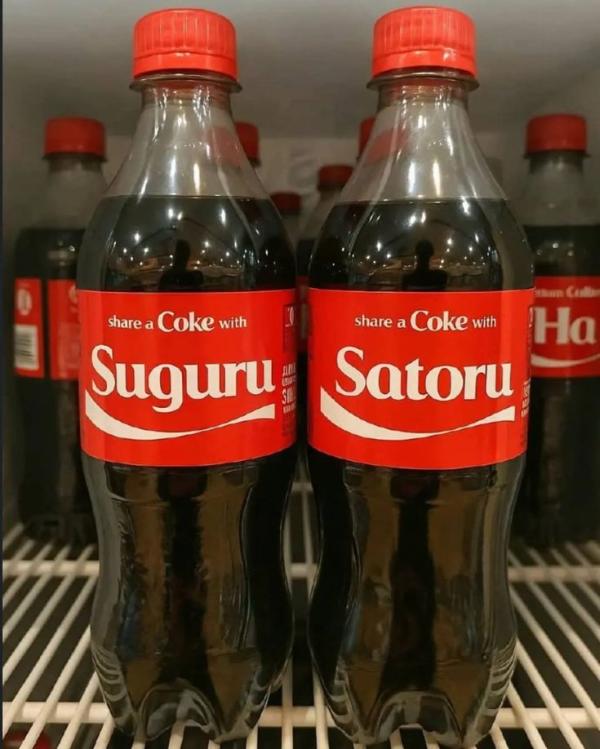 share a Coke with
Suguru
share a Coke with
Satoru
Ha